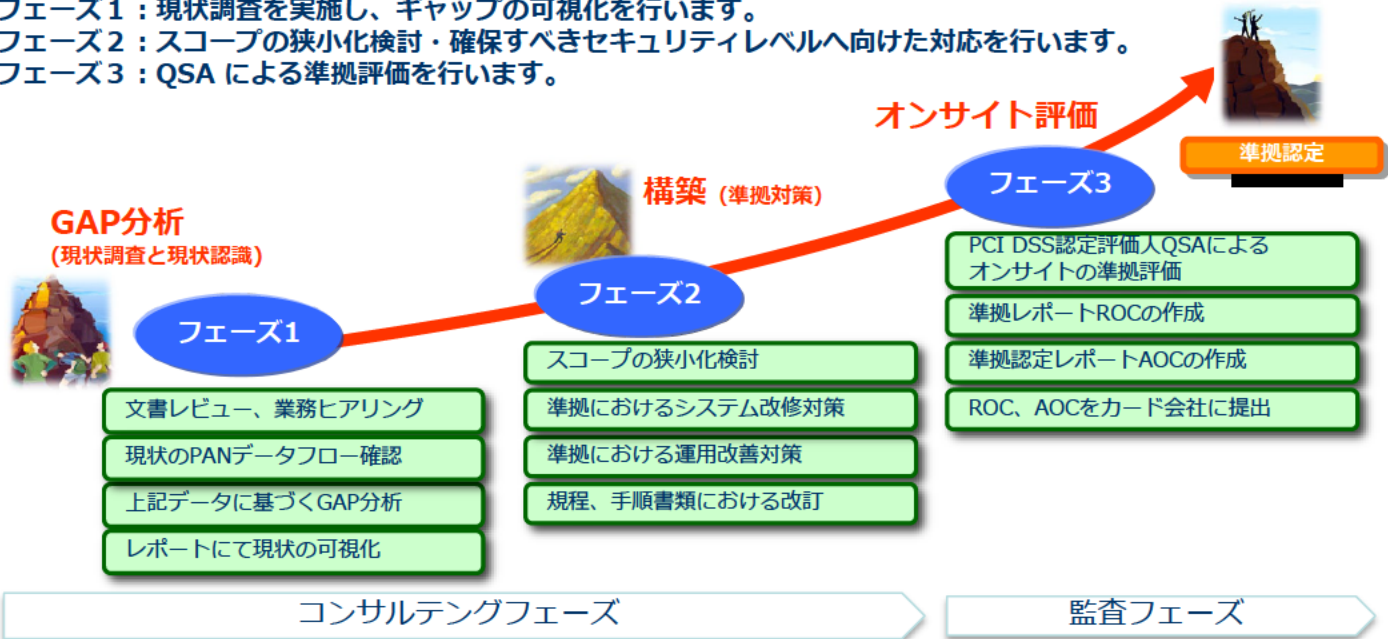 フェーズ１：現状調査を実施し、ギャップの可視化を行います。
フェーズ２：スコープの狭小化検討・確保すべきセキュリティレベルへ向けた対応を行います。
フェーズ３：QSA による準拠評価を行います。
オンサイト評価
準拠認定
フェーズ3
構築 (準拠対策)
GAP分析
(現状調査と現状認識)
フェーズ2
フェーズ1
文書レビュー、業務ヒアリング
現状のPANデータフロー確認
上記データに基づくGAP分析
レポートにて現状の可視化
スコープの狭小化検討
準拠におけるシステム改修対策
準拠における運用改善対策
規程、手順書類における改訂
PCI DSS認定評価人QSAによる
オンサイトの準拠評価
準拠レポートROCの作成
準拠認定レポートAOCの作成
ROC、AOCをカード会社に提出
コンサルテングフェーズ
監査フェーズ